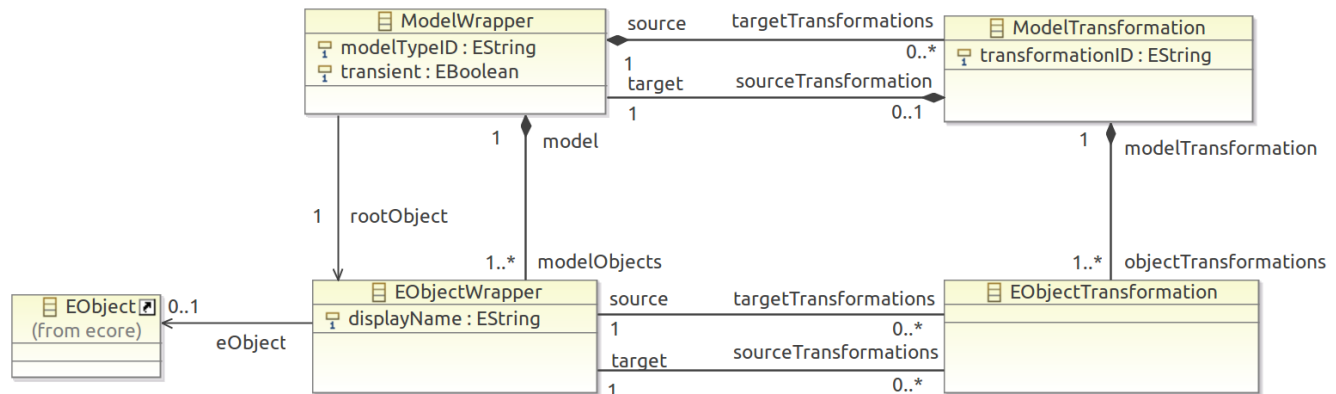 ModelWrapper
modelTypeID : EString
transient : EBoolean
source
targetTransformations
1
0..*
target
sourceTransformation
1
0..1
ModelTransformation
transformationID : EString
1
model
1
modelTransformation
1
rootObject
1..*
modelObjects
1..*
objectTransformations
EObject
(from ecore)
0..1
eObject
EObjectWrapper
displayName : EString
source
targetTransformations
1
0..*
target
sourceTransformations
1
0..*
EObjectTransformation